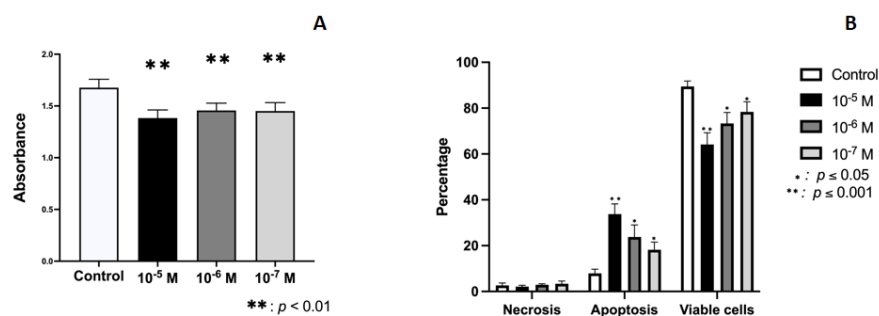 A
Absorbance
2.0
1.5
1.0
0.5
0.0
** ** **
Control 10⁻⁵ M 10⁻⁶ M 10⁻⁷ M
**: p < 0.01
B
Percentage
100
80
60
40
20
0
** * *
** * *
Necrosis Apoptosis Viable cells
Control
10⁻⁵ M
10⁻⁶ M
10⁻⁷ M
*: p ≤ 0.05
**: p ≤ 0.001